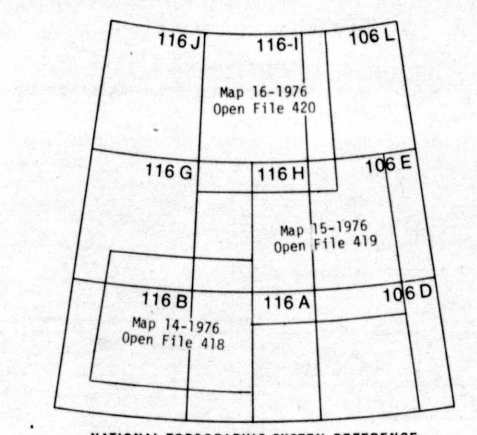 116 J
116-I
106 L
Map 16-1976
Open File 420
116 G
116 H
106 E
Map 15-1976
Open File 419
116 B
116 A
106 D
Map 14-1976
Open File 418
NATIONAL TOPOGRAPHIC SYSTEM REFERENCE